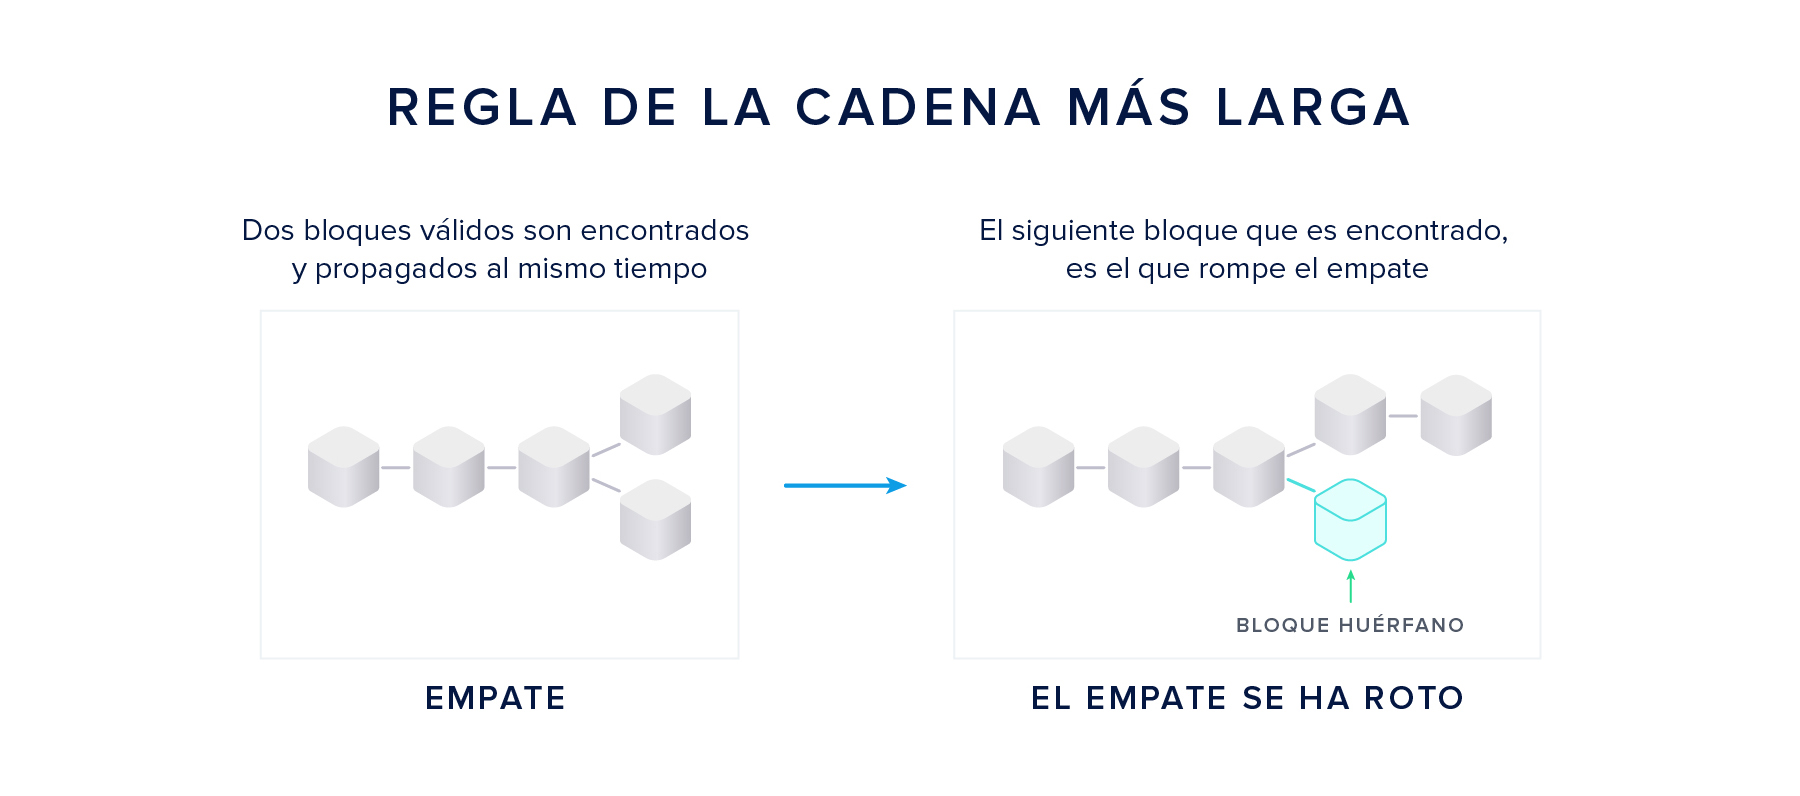 REGLA DE LA CADENA MÁS LARGA
Dos bloques válidos son encontrados
y propagados al mismo tiempo
El siguiente bloque que es encontrado,
es el que rompe el empate
BLOQUE HUÉRFANO
EMPATE
EL EMPATE SE HA ROTO